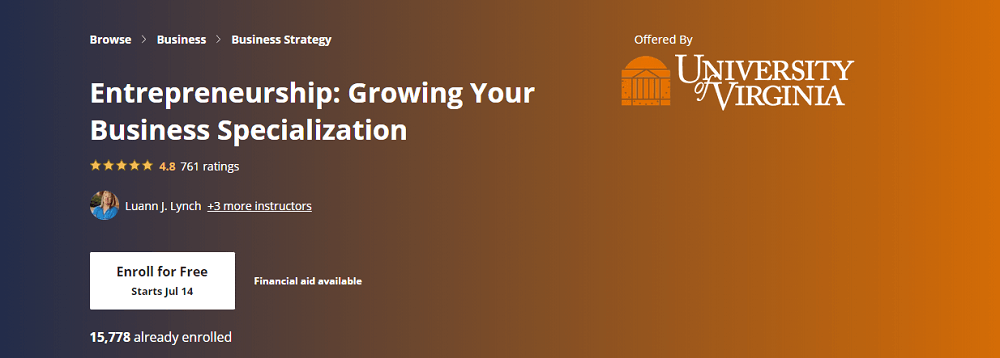 Browse > Business > Business Strategy
Offered By
UNIVERSITY
of VIRGINIA
Entrepreneurship: Growing Your
Business Specialization
4.8 761 ratings
Luann J. Lynch +3 more instructors
Enroll for Free
Starts Jul 14
Financial aid available
15,778 already enrolled